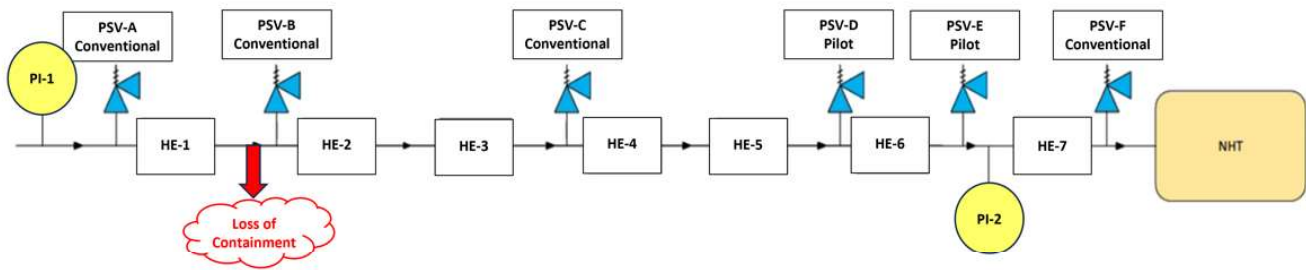 PSV-A
Conventional
PSV-B
Conventional
PSV-C
Conventional
PSV-D
Pilot
PSV-E
Pilot
PSV-F
Conventional
PI-1
HE-1
HE-2
HE-3
HE-4
HE-5
HE-6
HE-7
NHT
PI-2
Loss of
Containment